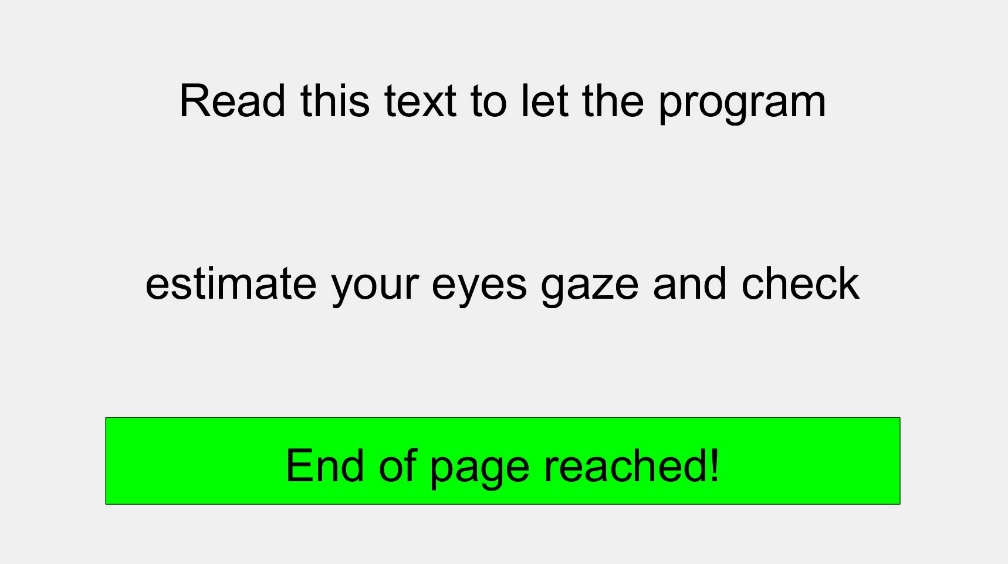 Read this text to let the program
estimate your eyes gaze and check
End of page reached!